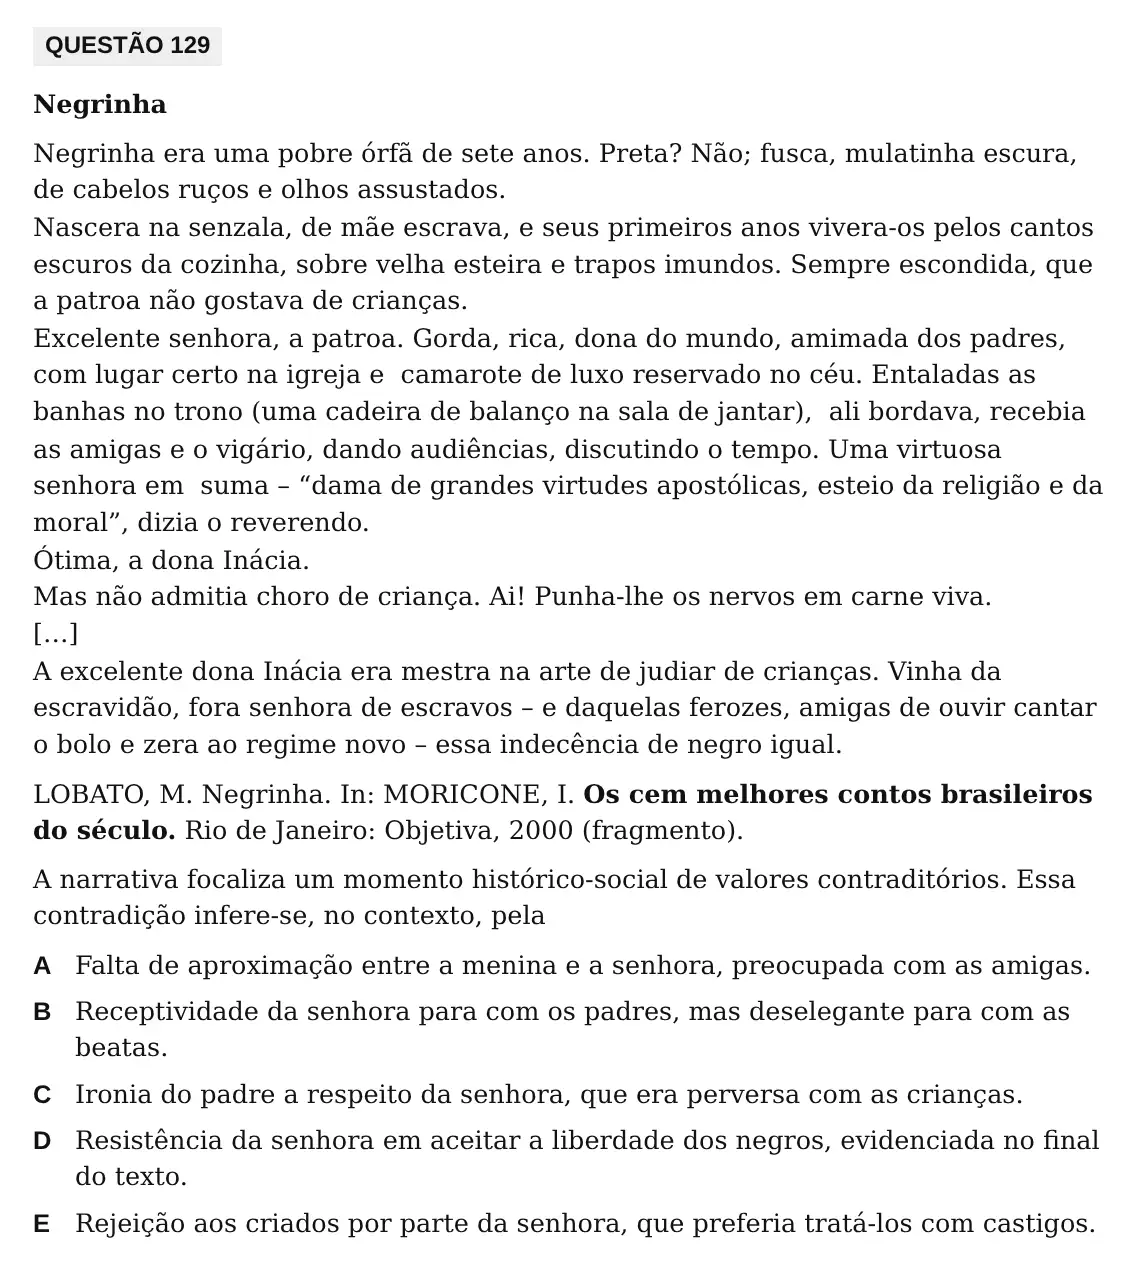 QUESTÃO 129
Negrinha
Negrinha era uma pobre órfã de sete anos. Preta? Não; fusca, mulatinha escura,
de cabelos ruços e olhos assustados.
Nascera na senzala, de mãe escrava, e seus primeiros anos vivera-os pelos cantos
escuros da cozinha, sobre velha esteira e trapos imundos. Sempre escondida, que
a patroa não gostava de crianças.
Excelente senhora, a patroa. Gorda, rica, dona do mundo, amimada dos padres,
com lugar certo na igreja e  camarote de luxo reservado no céu. Entaladas as
banhas no trono (uma cadeira de balanço na sala de jantar),  ali bordava, recebia
as amigas e o vigário, dando audiências, discutindo o tempo. Uma virtuosa
senhora em  suma – “dama de grandes virtudes apostólicas, esteio da religião e da
moral”, dizia o reverendo.
Ótima, a dona Inácia.
Mas não admitia choro de criança. Ai! Punha-lhe os nervos em carne viva.
[…]
A excelente dona Inácia era mestra na arte de judiar de crianças. Vinha da
escravidão, fora senhora de escravos – e daquelas ferozes, amigas de ouvir cantar
o bolo e zera ao regime novo – essa indecência de negro igual.
LOBATO, M. Negrinha. In: MORICONE, I. Os cem melhores contos brasileiros
do século. Rio de Janeiro: Objetiva, 2000 (fragmento).
A narrativa focaliza um momento histórico-social de valores contraditórios. Essa
contradição infere-se, no contexto, pela
A Falta de aproximação entre a menina e a senhora, preocupada com as amigas.
B Receptividade da senhora para com os padres, mas deselegante para com as
beatas.
C Ironia do padre a respeito da senhora, que era perversa com as crianças.
D Resistência da senhora em aceitar a liberdade dos negros, evidenciada no final
do texto.
E Rejeição aos criados por parte da senhora, que preferia tratá-los com castigos.